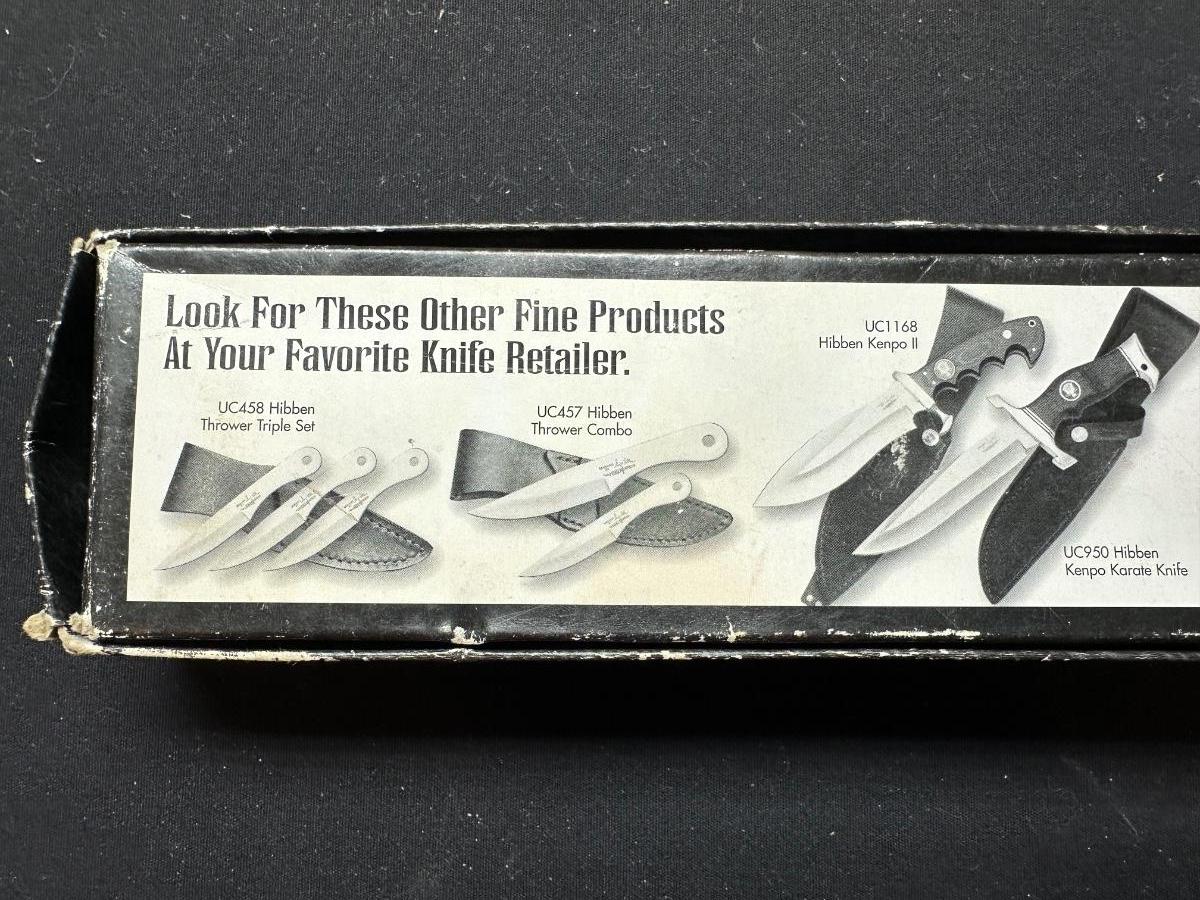 Look For These Other Fine Products
At Your Favorite Knife Retailer.
UC458 Hibben
Thrower Triple Set
UC457 Hibben
Thrower Combo
UC1168
Hibben Kenpo II
UC950 Hibben
Kenpo Karate Knife